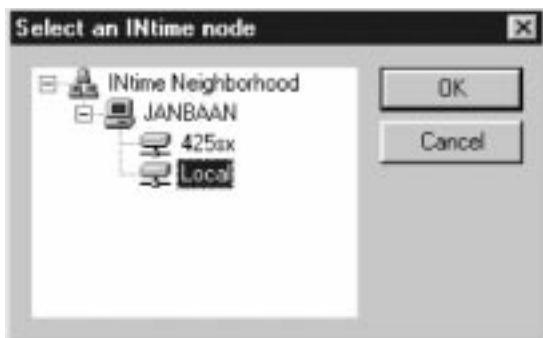 Select an INtime node
INtime Neighborhood
JANBAAN
425sx
Local
OK
Cancel